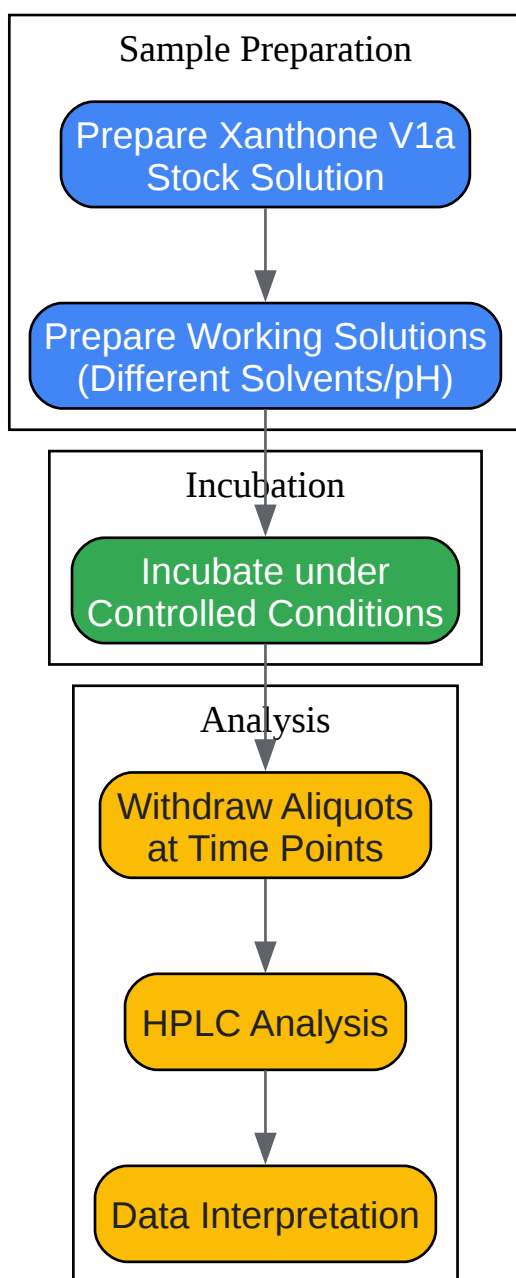 Sample Preparation
Prepare Xanthone V1a
Stock Solution
Prepare Working Solutions
(Different Solvents/pH)
Incubation
Incubate under
Controlled Conditions
Analysis
Withdraw Aliquots
at Time Points
HPLC Analysis
Data Interpretation